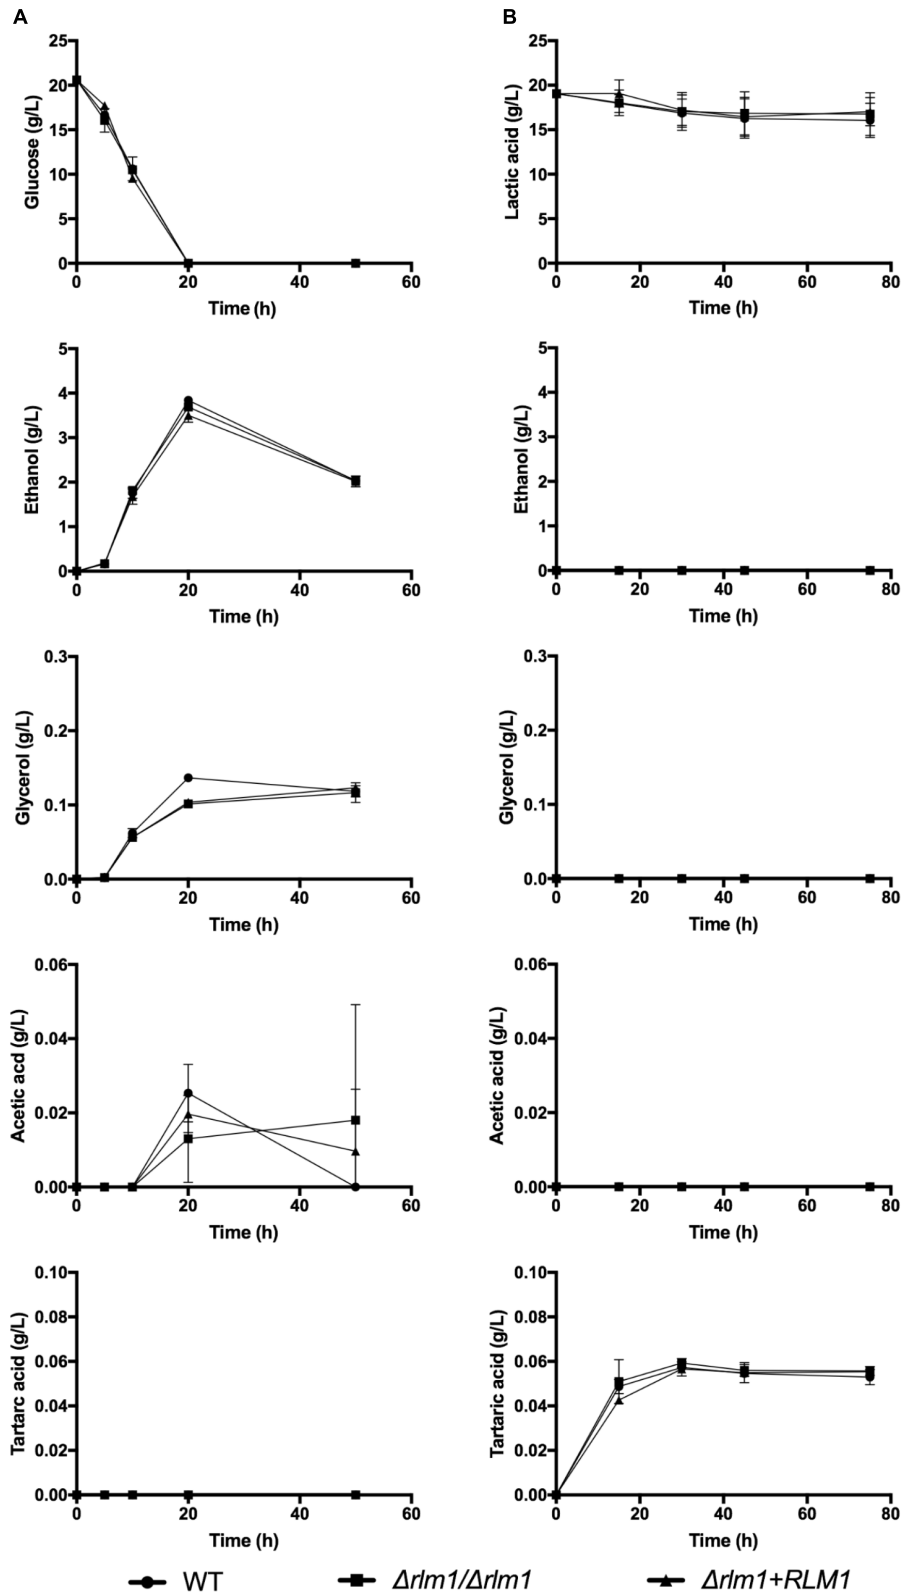 A B
25
20
15
10
5
0
Glucose (g/L)
0 20 40 60
Time (h)
25
20
15
10
5
0
Lactic acid (g/L)
0 20 40 60 80
Time (h)
5
4
3
2
1
0
Ethanol (g/L)
0 20 40 60
Time (h)
5
4
3
2
1
0
Ethanol (g/L)
0 20 40 60 80
Time (h)
0.3
0.2
0.1
0.0
Glycerol (g/L)
0 20 40 60
Time (h)
0.3
0.2
0.1
0.0
Glycerol (g/L)
0 20 40 60 80
Time (h)
0.06
0.04
0.02
0.00
Acetic acd (g/L)
0 20 40 60
Time (h)
0.06
0.04
0.02
0.00
Acetic acid (g/L)
0 20 40 60 80
Time (h)
0.10
0.08
0.06
0.04
0.02
0.00
Tartarc acid (g/L)
0 20 40 60
Time (h)
0.10
0.08
0.06
0.04
0.02
0.00
Tartaric acid (g/L)
0 20 40 60 80
Time (h)
WT Δrlm1/Δrlm1 Δrlm1+RLM1